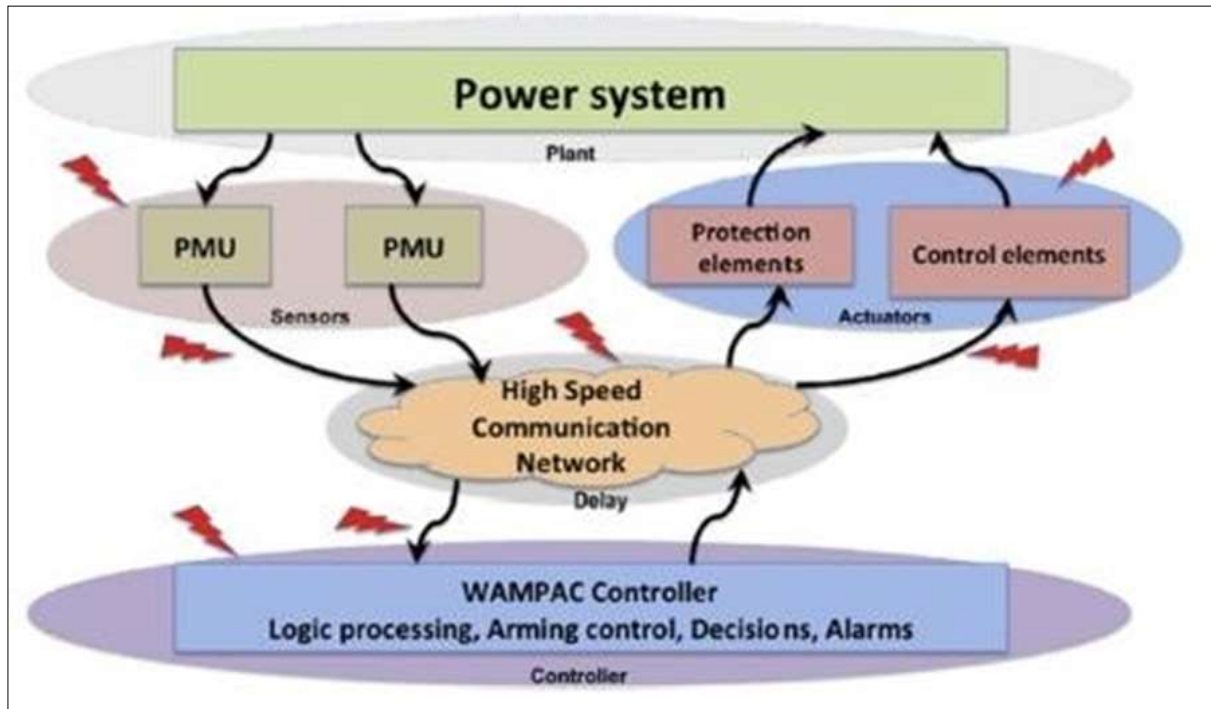 Power system
Plant
PMU
PMU
Sensors
Protection
elements
Control elements
Actuators
High Speed
Communication
Network
Delay
WAMPAC Controller
Logic processing, Arming control, Decisions, Alarms
Controller